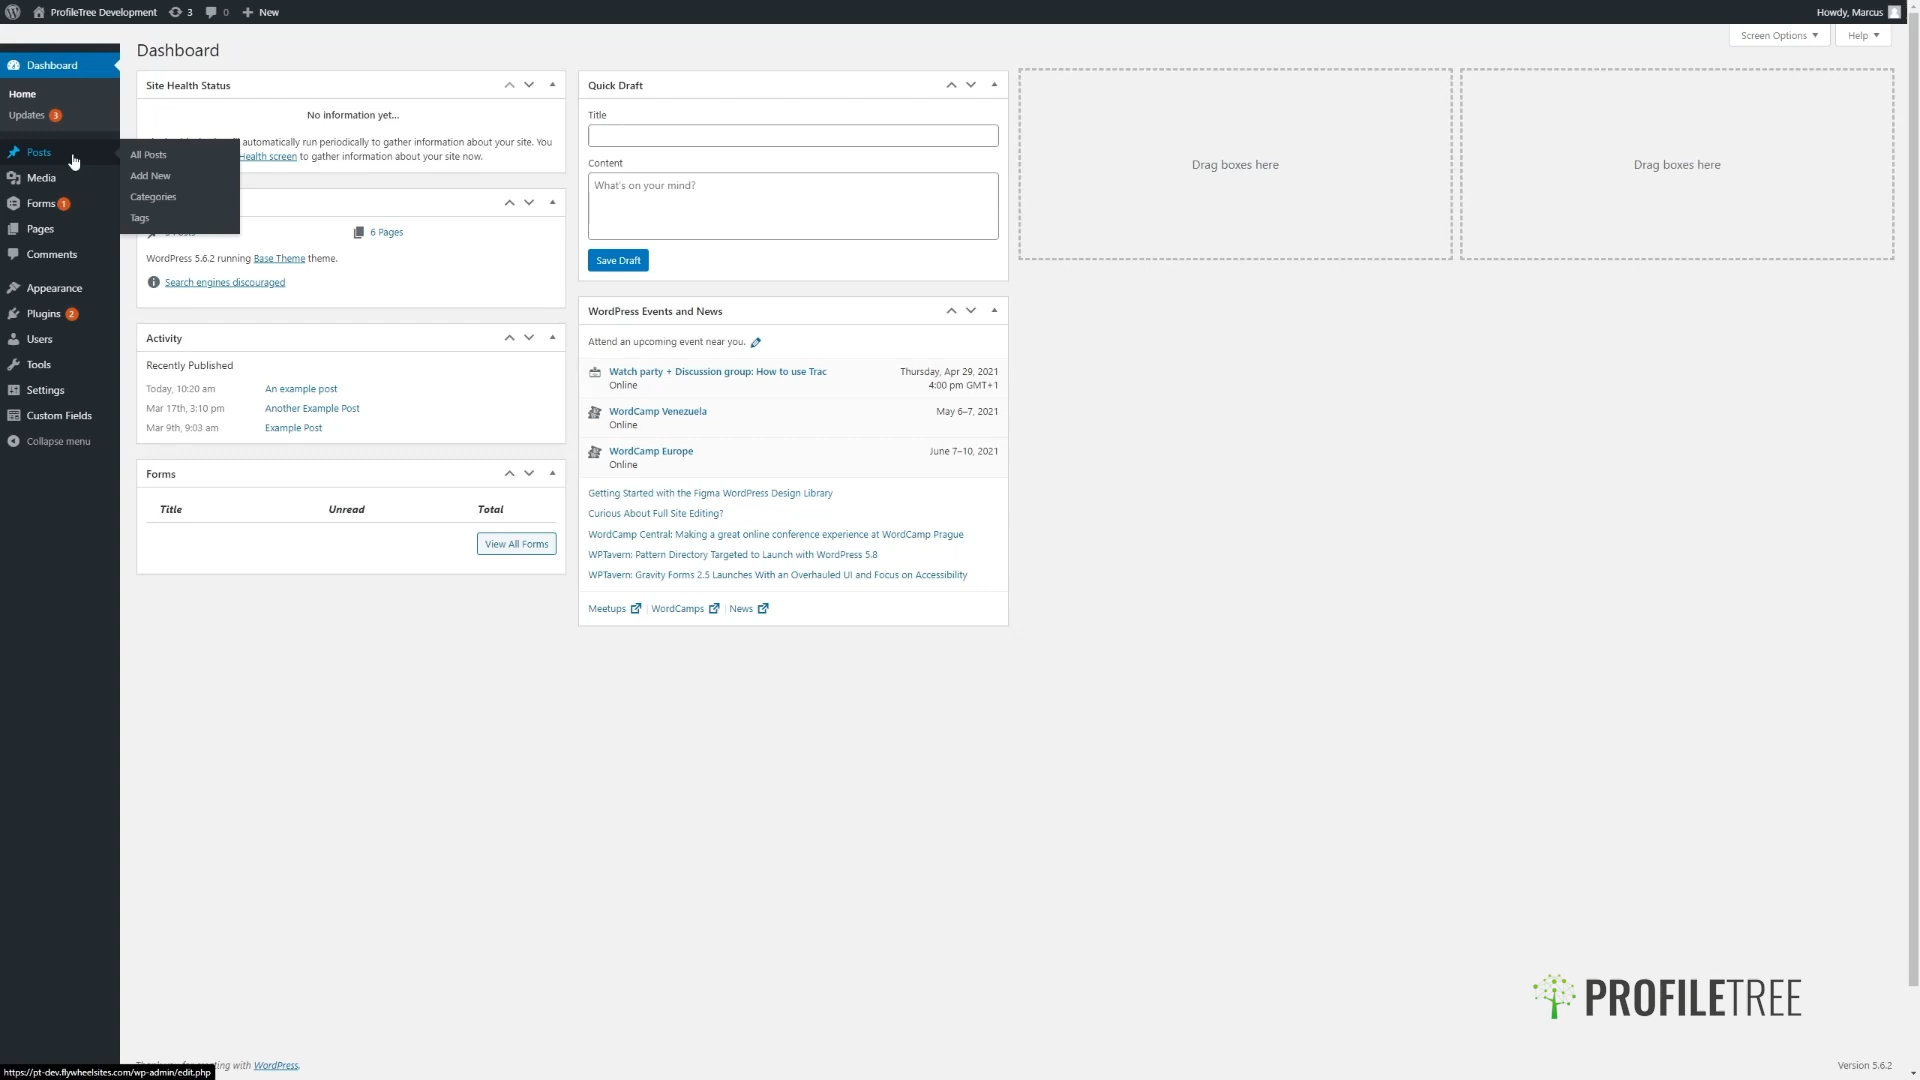 ProfileTree Development 3 0 New
Howdy, Marcus
Screen Options
Help
Dashboard
Home
Updates 3
Posts
Media
Forms 1
Pages
Comments
Appearance
Plugins 2
Users
Tools
Settings
Custom Fields
Collapse menu
All Posts
Add New
Categories
Tags
Dashboard
Site Health Status
No information yet...
automatically run periodically to gather information about your site. You
Health screen to gather information about your site now.
6 Pages
WordPress 5.6.2 running Base Theme theme.
Search engines discouraged
Activity
Recently Published
Today, 10:20 am An example post
Mar 17th, 3:10 pm Another Example Post
Mar 9th, 9:03 am Example Post
Forms
Title Unread Total
View All Forms
Quick Draft
Title
Content
What's on your mind?
Save Draft
WordPress Events and News
Attend an upcoming event near you.
Watch party + Discussion group: How to use Trac
Online
Thursday, Apr 29, 2021
4:00 pm GMT+1
WordCamp Venezuela
Online
May 6–7, 2021
WordCamp Europe
Online
June 7–10, 2021
Getting Started with the Figma WordPress Design Library
Curious About Full Site Editing?
WordCamp Central: Making a great online conference experience at WordCamp Prague
WPTavern: Pattern Directory Targeted to Launch with WordPress 5.8
WPTavern: Gravity Forms 2.5 Launches With an Overhauled UI and Focus on Accessibility
Meetups | WordCamps | News
Drag boxes here
Drag boxes here
PROFILETREE
with WordPress.
Version 5.6.2
https://pt-dev.flywheelsites.com/wp-admin/edit.php